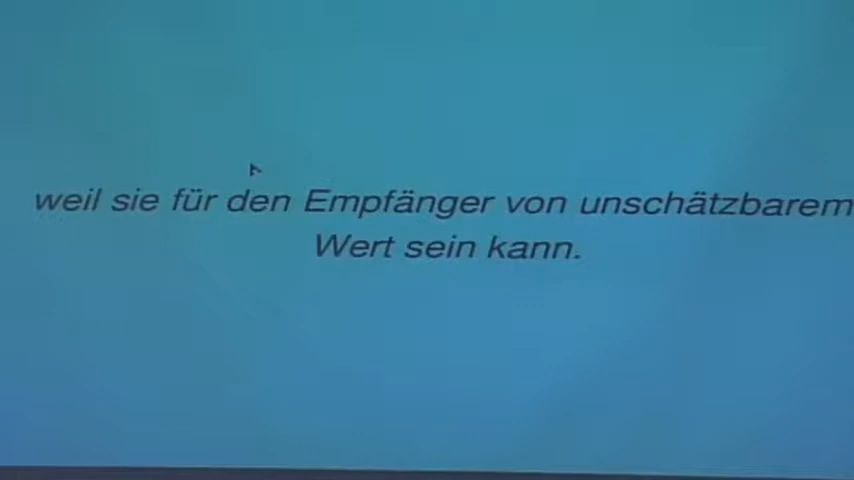 weil sie für den Empfänger von unschätzbarem
Wert sein kann.